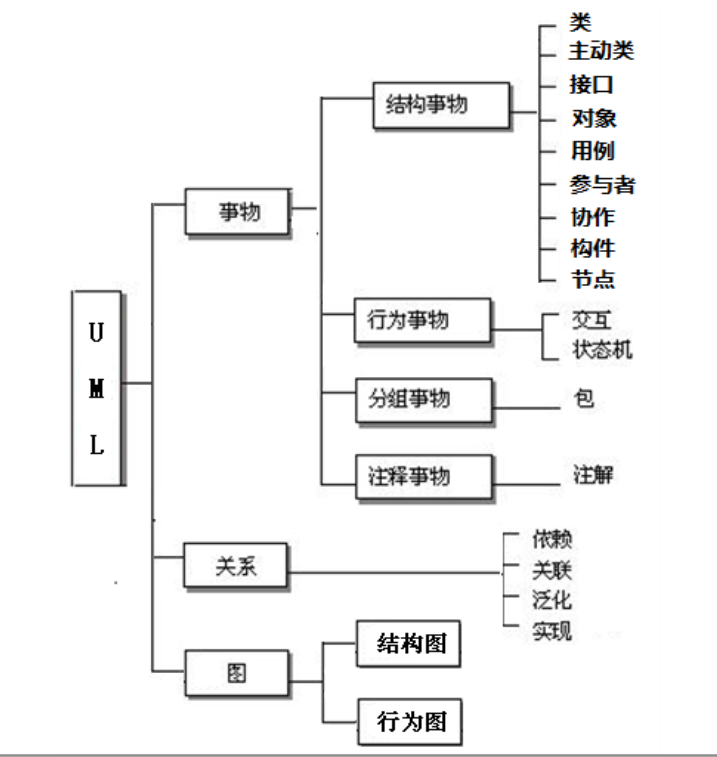 UML
事物
结构事物
类
主动类
接口
对象
用例
参与者
协作
构件
节点
行为事物
交互
状态机
分组事物
包
注释事物
注解
关系
依赖
关联
泛化
实现
图
结构图
行为图